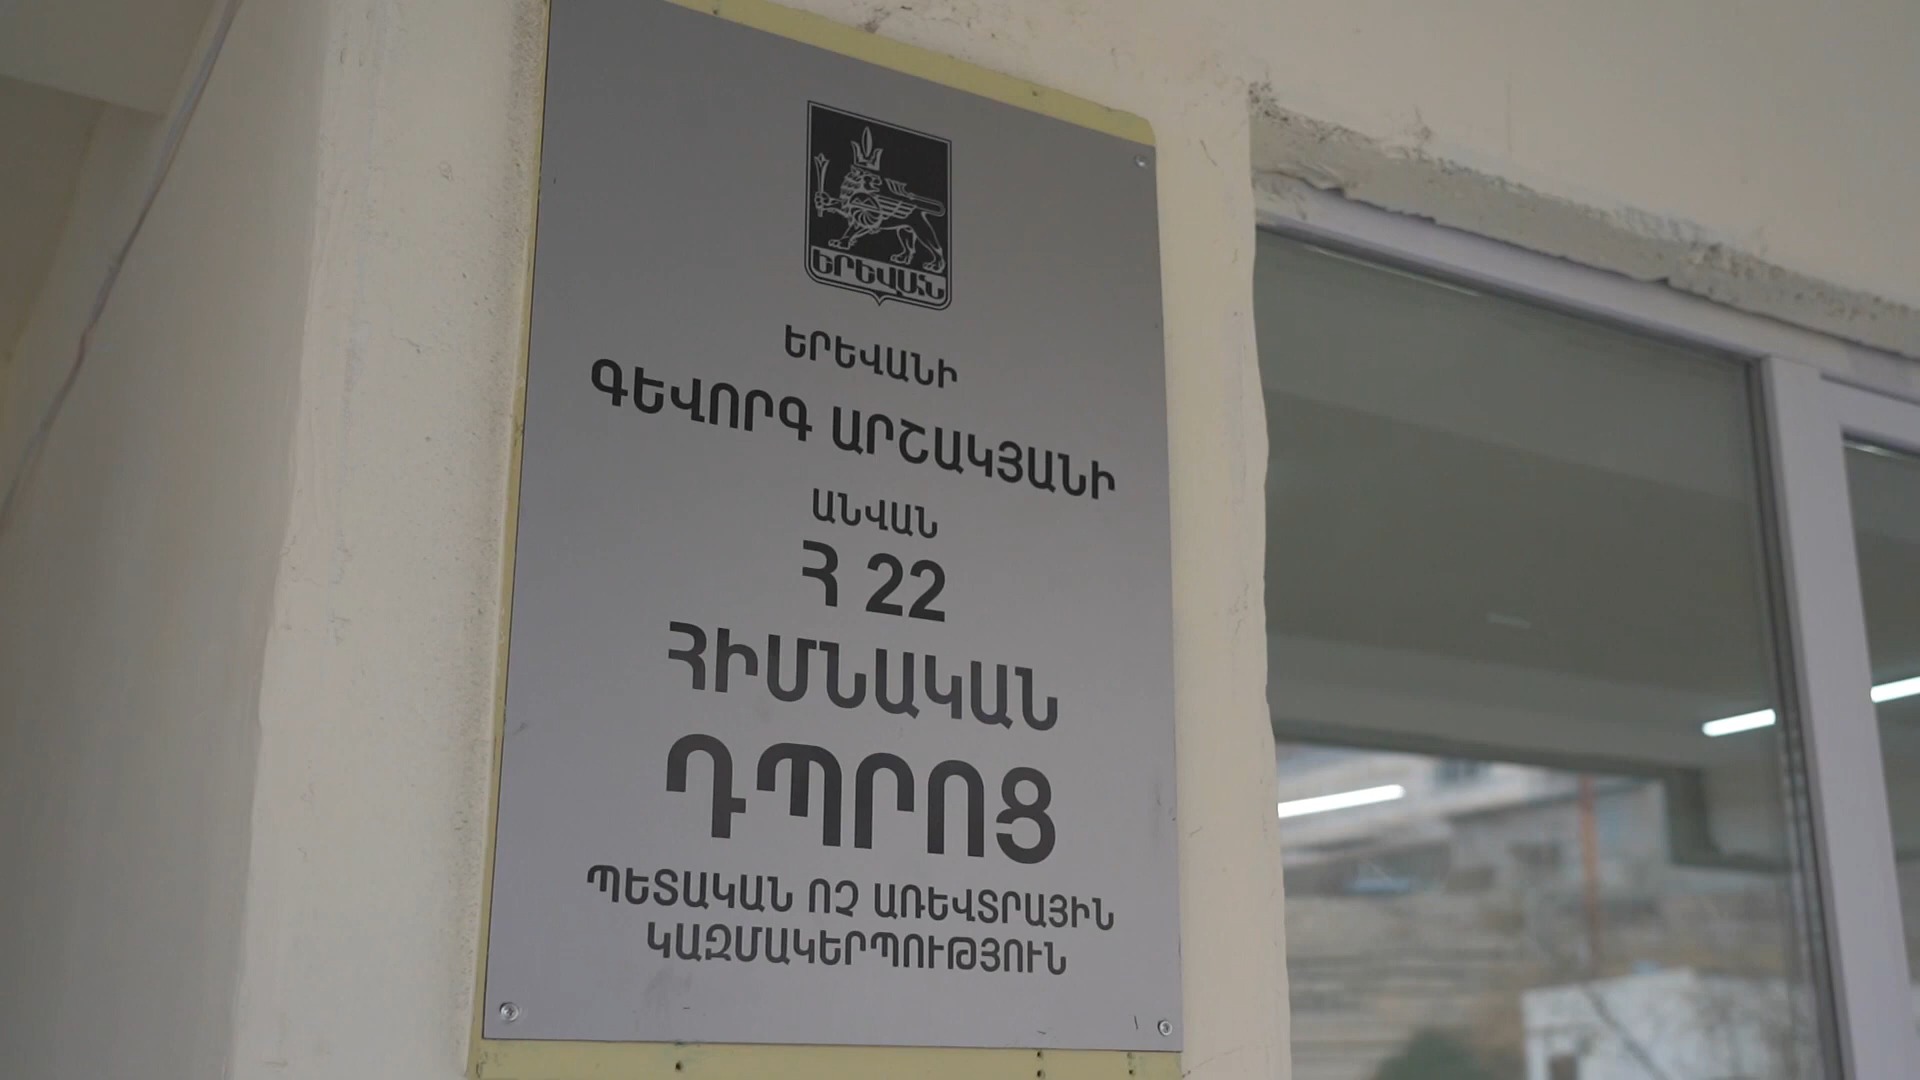 ԵՐԵՎԱՆ
ԵՐԵՎԱՆԻ
ԳԵՎՈՐԳ ԱՐՇԱԿՅԱՆԻ
ԱՆՎԱՆ
Հ 22
ՀԻՄՆԱԿԱՆ
ԴՊՐՈՑ
ՊԵՏԱԿԱՆ ՈՉ ԱՌԵՎՏՐԱՅԻՆ
ԿԱԶՄԱԿԵՐՊՈՒԹՅՈՒՆ